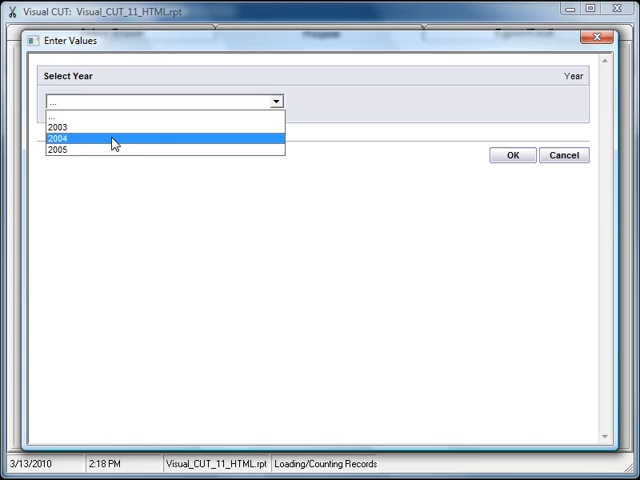 Visual CUT: Visual_CUT_11_HTML.rpt
Enter Values
Select Year Year
...
...
2003
2004
2005
OK Cancel
3/13/2010 2:18 PM Visual_CUT_11_HTML.rpt Loading/Counting Records